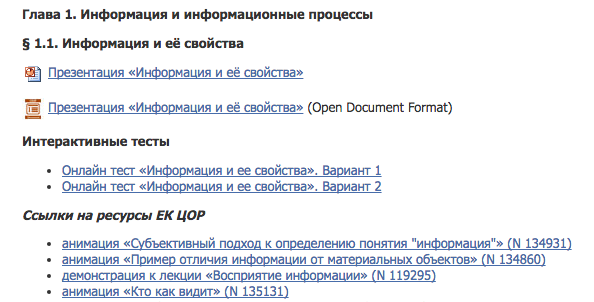 Глава 1. Информация и информационные процессы
§ 1.1. Информация и её свойства
Презентация «Информация и её свойства»
Презентация «Информация и её свойства» (Open Document Format)
Интерактивные тесты
• Онлайн тест «Информация и ее свойства». Вариант 1
• Онлайн тест «Информация и ее свойства». Вариант 2
Ссылки на ресурсы ЕК ЦОР
• анимация «Субъективный подход к определению понятия "информация"» (N 134931)
• анимация «Пример отличия информации от материальных объектов» (N 134860)
• демонстрация к лекции «Восприятие информации» (N 119295)
• анимация «Кто как видит» (N 135131)